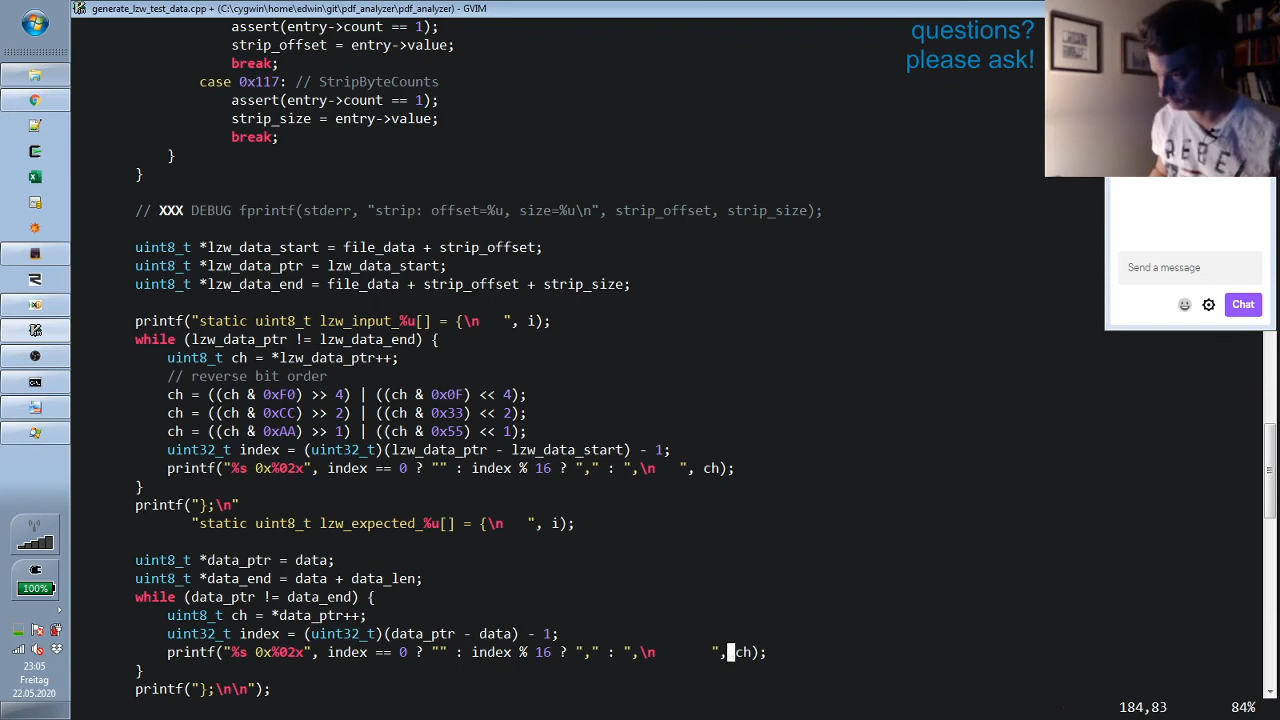 generate_lzw_test_data.cpp + (C:\cygwin\home\edwin\git\pdf_analyzer\pdf_analyzer) - GVIM
questions?
please ask!
assert(entry->count == 1);
strip_offset = entry->value;
break;
case 0x117: // StripByteCounts
assert(entry->count == 1);
strip_size = entry->value;
break;
}
}
// XXX DEBUG fprintf(stderr, "strip: offset=%u, size=%u\n", strip_offset, strip_size);
uint8_t *lzw_data_start = file_data + strip_offset;
uint8_t *lzw_data_ptr = lzw_data_start;
uint8_t *lzw_data_end = file_data + strip_offset + strip_size;
printf("static uint8_t lzw_input_%u[] = {\n   ", i);
while (lzw_data_ptr != lzw_data_end) {
uint8_t ch = *lzw_data_ptr++;
// reverse bit order
ch = ((ch & 0xF0) >> 4) | ((ch & 0x0F) << 4);
ch = ((ch & 0xCC) >> 2) | ((ch & 0x33) << 2);
ch = ((ch & 0xAA) >> 1) | ((ch & 0x55) << 1);
uint32_t index = (uint32_t)(lzw_data_ptr - lzw_data_start) - 1;
printf("%s 0x%02x", index == 0 ? "" : index % 16 ? "," : ",\n   ", ch);
}
printf("};\n"
"static uint8_t lzw_expected_%u[] = {\n   ", i);
uint8_t *data_ptr = data;
uint8_t *data_end = data + data_len;
while (data_ptr != data_end) {
uint8_t ch = *data_ptr++;
uint32_t index = (uint32_t)(data_ptr - data) - 1;
printf("%s 0x%02x", index == 0 ? "" : index % 16 ? "," : ",\n       ", ch);
}
printf("};\n\n");
184,83 84%
REBE
Send a message
Chat
100%
23:05
Freitag
22.05.2020